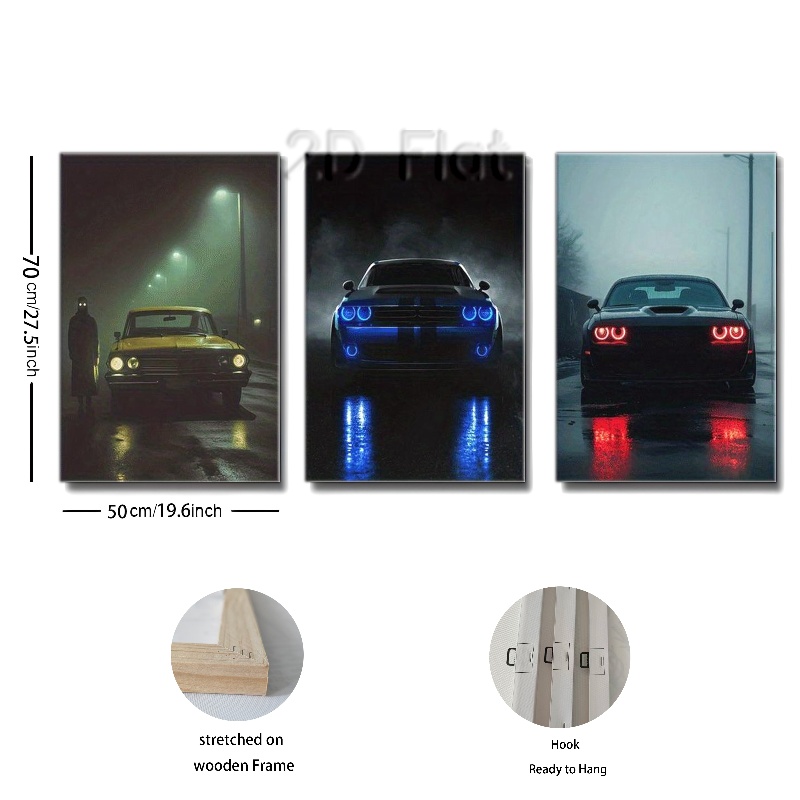 2D Flat
70 cm/27.5inch
50 cm/19.6inch
stretched on
wooden Frame
Hook
Ready to Hang